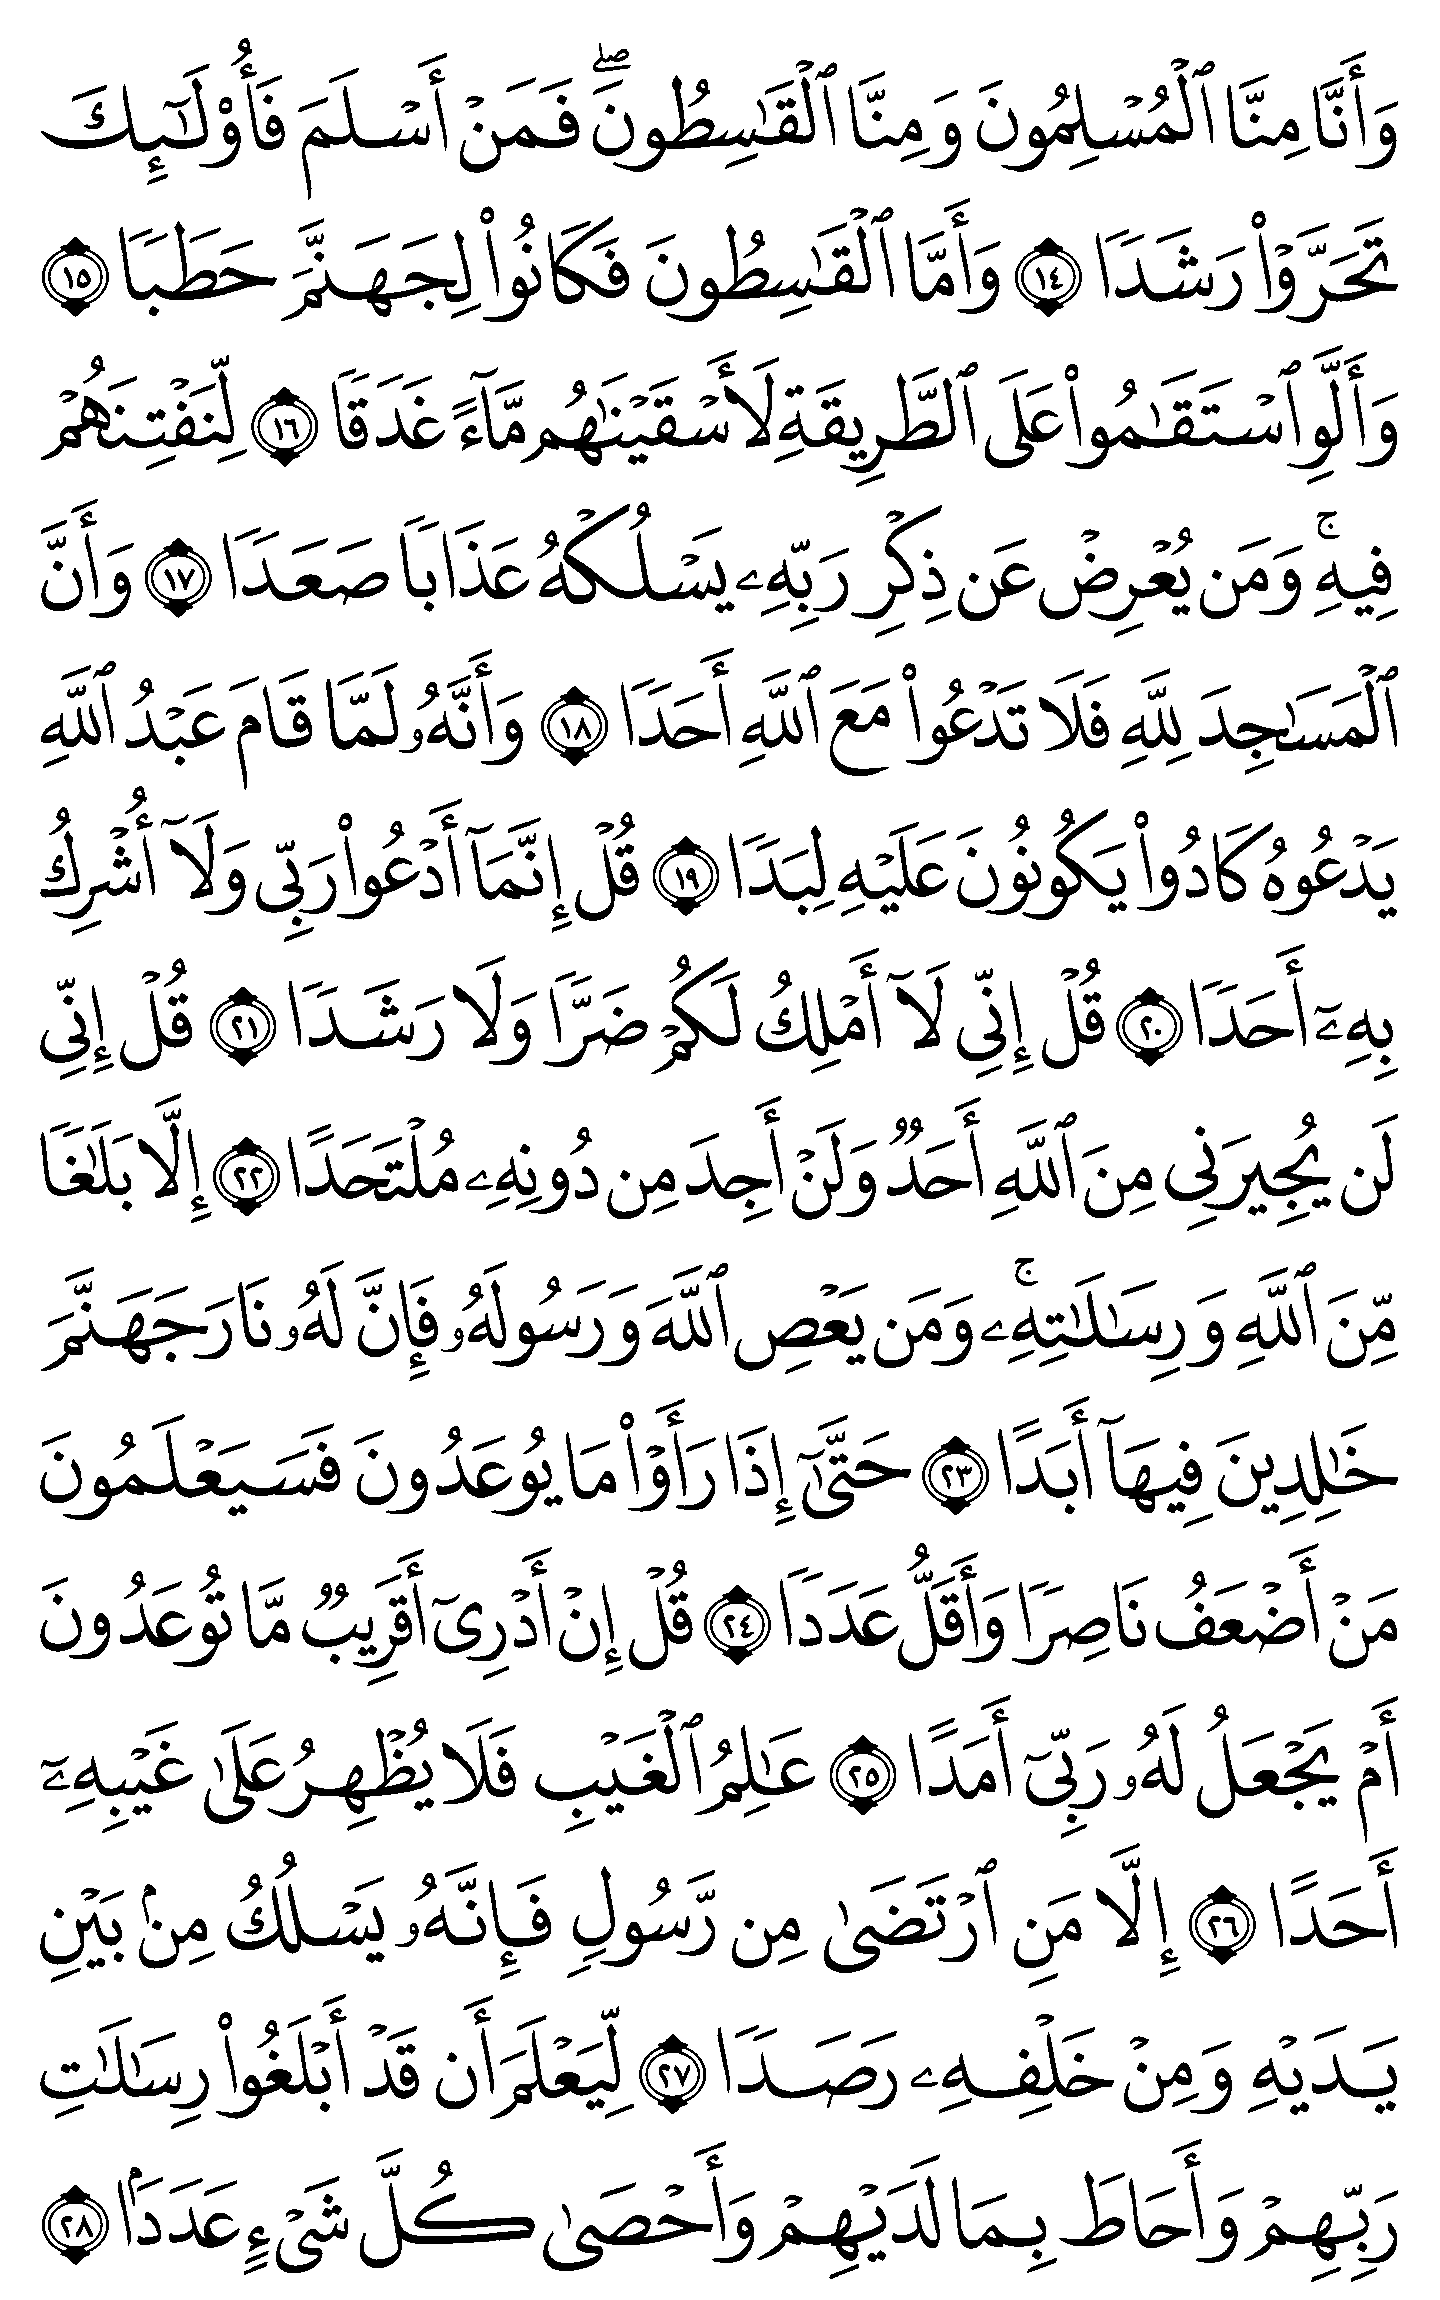 وَأَنَّا مِنَّا ٱلْمُسْلِمُونَ وَمِنَّا ٱلْقَٰسِطُونَۖ فَمَنْ أَسْلَمَ فَأُو۟لَٰٓئِكَ
تَحَرَّوْا۟ رَشَدًا ١٤ وَأَمَّا ٱلْقَٰسِطُونَ فَكَانُوا۟ لِجَهَنَّمَ حَطَبًا ١٥
وَأَلَّوِ ٱسْتَقَٰمُوا۟ عَلَى ٱلطَّرِيقَةِ لَأَسْقَيْنَٰهُم مَّآءً غَدَقًا ١٦ لِّنَفْتِنَهُمْ
فِيهِۚ وَمَن يُعْرِضْ عَن ذِكْرِ رَبِّهِۦ يَسْلُكْهُ عَذَابًا صَعَدًا ١٧ وَأَنَّ
ٱلْمَسَٰجِدَ لِلَّهِ فَلَا تَدْعُوا۟ مَعَ ٱللَّهِ أَحَدًا ١٨ وَأَنَّهُۥ لَمَّا قَامَ عَبْدُ ٱللَّهِ
يَدْعُوهُ كَادُوا۟ يَكُونُونَ عَلَيْهِ لِبَدًا ١٩ قُلْ إِنَّمَآ أَدْعُوا۟ رَبِّى وَلَآ أُشْرِكُ
بِهِۦٓ أَحَدًا ٢٠ قُلْ إِنِّى لَآ أَمْلِكُ لَكُمْ ضَرًّا وَلَا رَشَدًا ٢١ قُلْ إِنِّى
لَن يُجِيرَنِى مِنَ ٱللَّهِ أَحَدٌ وَلَنْ أَجِدَ مِن دُونِهِۦ مُلْتَحَدًا ٢٢ إِلَّا بَلَٰغًا
مِّنَ ٱللَّهِ وَرِسَٰلَٰتِهِۦۚ وَمَن يَعْصِ ٱللَّهَ وَرَسُولَهُۥ فَإِنَّ لَهُۥ نَارَ جَهَنَّمَ
خَٰلِدِينَ فِيهَآ أَبَدًا ٢٣ حَتَّىٰٓ إِذَا رَأَوْا۟ مَا يُوعَدُونَ فَسَيَعْلَمُونَ
مَنْ أَضْعَفُ نَاصِرًا وَأَقَلُّ عَدَدًا ٢٤ قُلْ إِنْ أَدْرِىٓ أَقَرِيبٌ مَّا تُوعَدُونَ
أَمْ يَجْعَلُ لَهُۥ رَبِّىٓ أَمَدًا ٢٥ عَٰلِمُ ٱلْغَيْبِ فَلَا يُظْهِرُ عَلَىٰ غَيْبِهِۦٓ
أَحَدًا ٢٦ إِلَّا مَنِ ٱرْتَضَىٰ مِن رَّسُولٍ فَإِنَّهُۥ يَسْلُكُ مِنۢ بَيْنِ
يَدَيْهِ وَمِنْ خَلْفِهِۦ رَصَدًا ٢٧ لِّيَعْلَمَ أَن قَدْ أَبْلَغُوا۟ رِسَٰلَٰتِ
رَبِّهِمْ وَأَحَاطَ بِمَا لَدَيْهِمْ وَأَحْصَىٰ كُلَّ شَىْءٍ عَدَدًۢا ٢٨